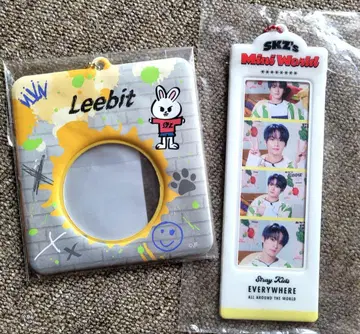 Leebit
SKZ's
Mini World
Stray Kids
EVERYWHERE
ALL AROUND THE WORLD